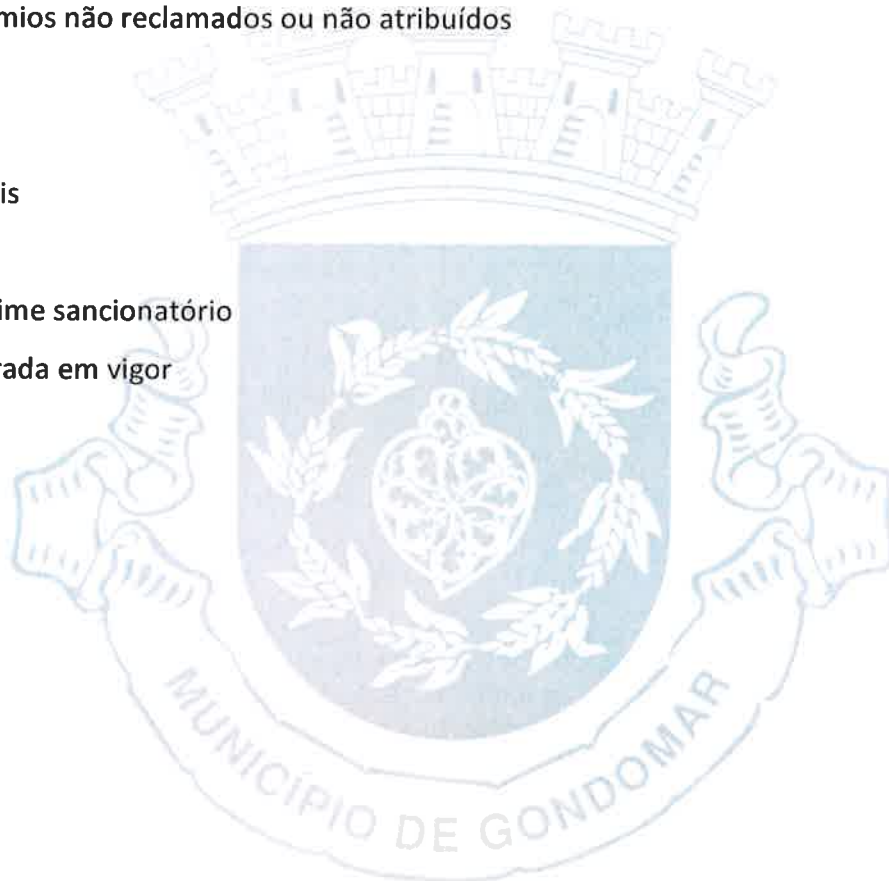 mios não reclamados ou não atribuídos
is
ime sancionatório
rada em vigor
MUNICÍPIO DE GONDOMAR